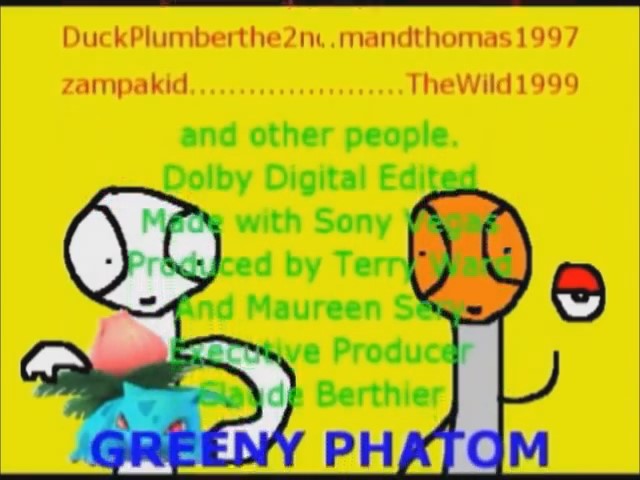 DuckPlumberthe2n..mandthomas1997
zampakid......................TheWild1999
and other people.
Dolby Digital Edited
Made with Sony Vegas
Produced by Terry Ward
And Maureen Sery
Executive Producer
Claude Berthier
GREENY PHATOM